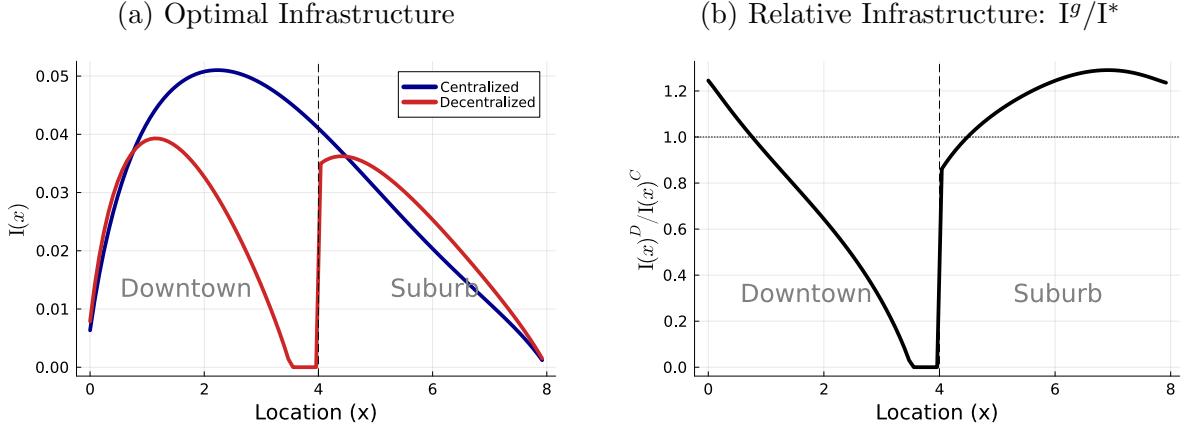 (a) Optimal Infrastructure
I(x)
0.05
0.04
0.03
0.02
0.01
0.00
Centralized
Decentralized
Downtown
Suburb
0
2
4
6
8
Location (x)
(b) Relative Infrastructure: I^g/I*
I(x)^D/I(x)^C
1.2
1.0
0.8
0.6
0.4
0.2
0.0
Downtown
Suburb
0
2
4
6
8
Location (x)